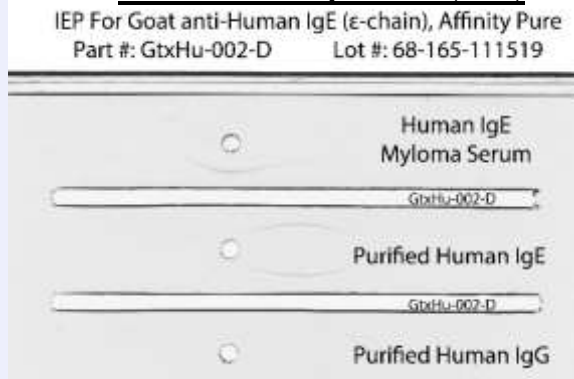 IEP For Goat anti-Human IgE (ε-chain), Affinity Pure
Part #: GtxHu-002-D Lot #: 68-165-111519
Human IgE
Myloma Serum
GtxHu-002-D
Purified Human IgE
GtxHu-002-D
Purified Human IgG